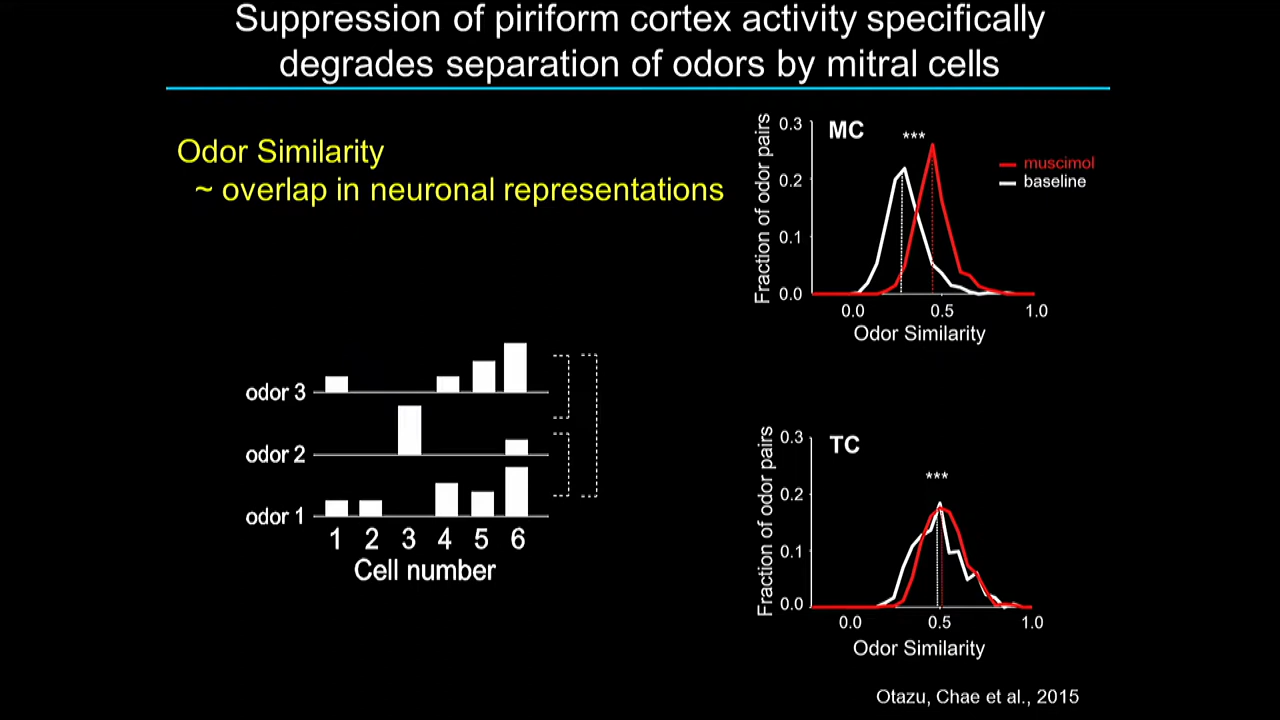 Suppression of piriform cortex activity specifically
degrades separation of odors by mitral cells
Odor Similarity
~ overlap in neuronal representations
odor 3
odor 2
odor 1
1 2 3 4 5 6
Cell number
MC
***
muscimol
baseline
Fraction of odor pairs
0.3
0.2
0.1
0.0
0.0 0.5 1.0
Odor Similarity
TC
***
Fraction of odor pairs
0.3
0.2
0.1
0.0
0.0 0.5 1.0
Odor Similarity
Otazu, Chae et al., 2015